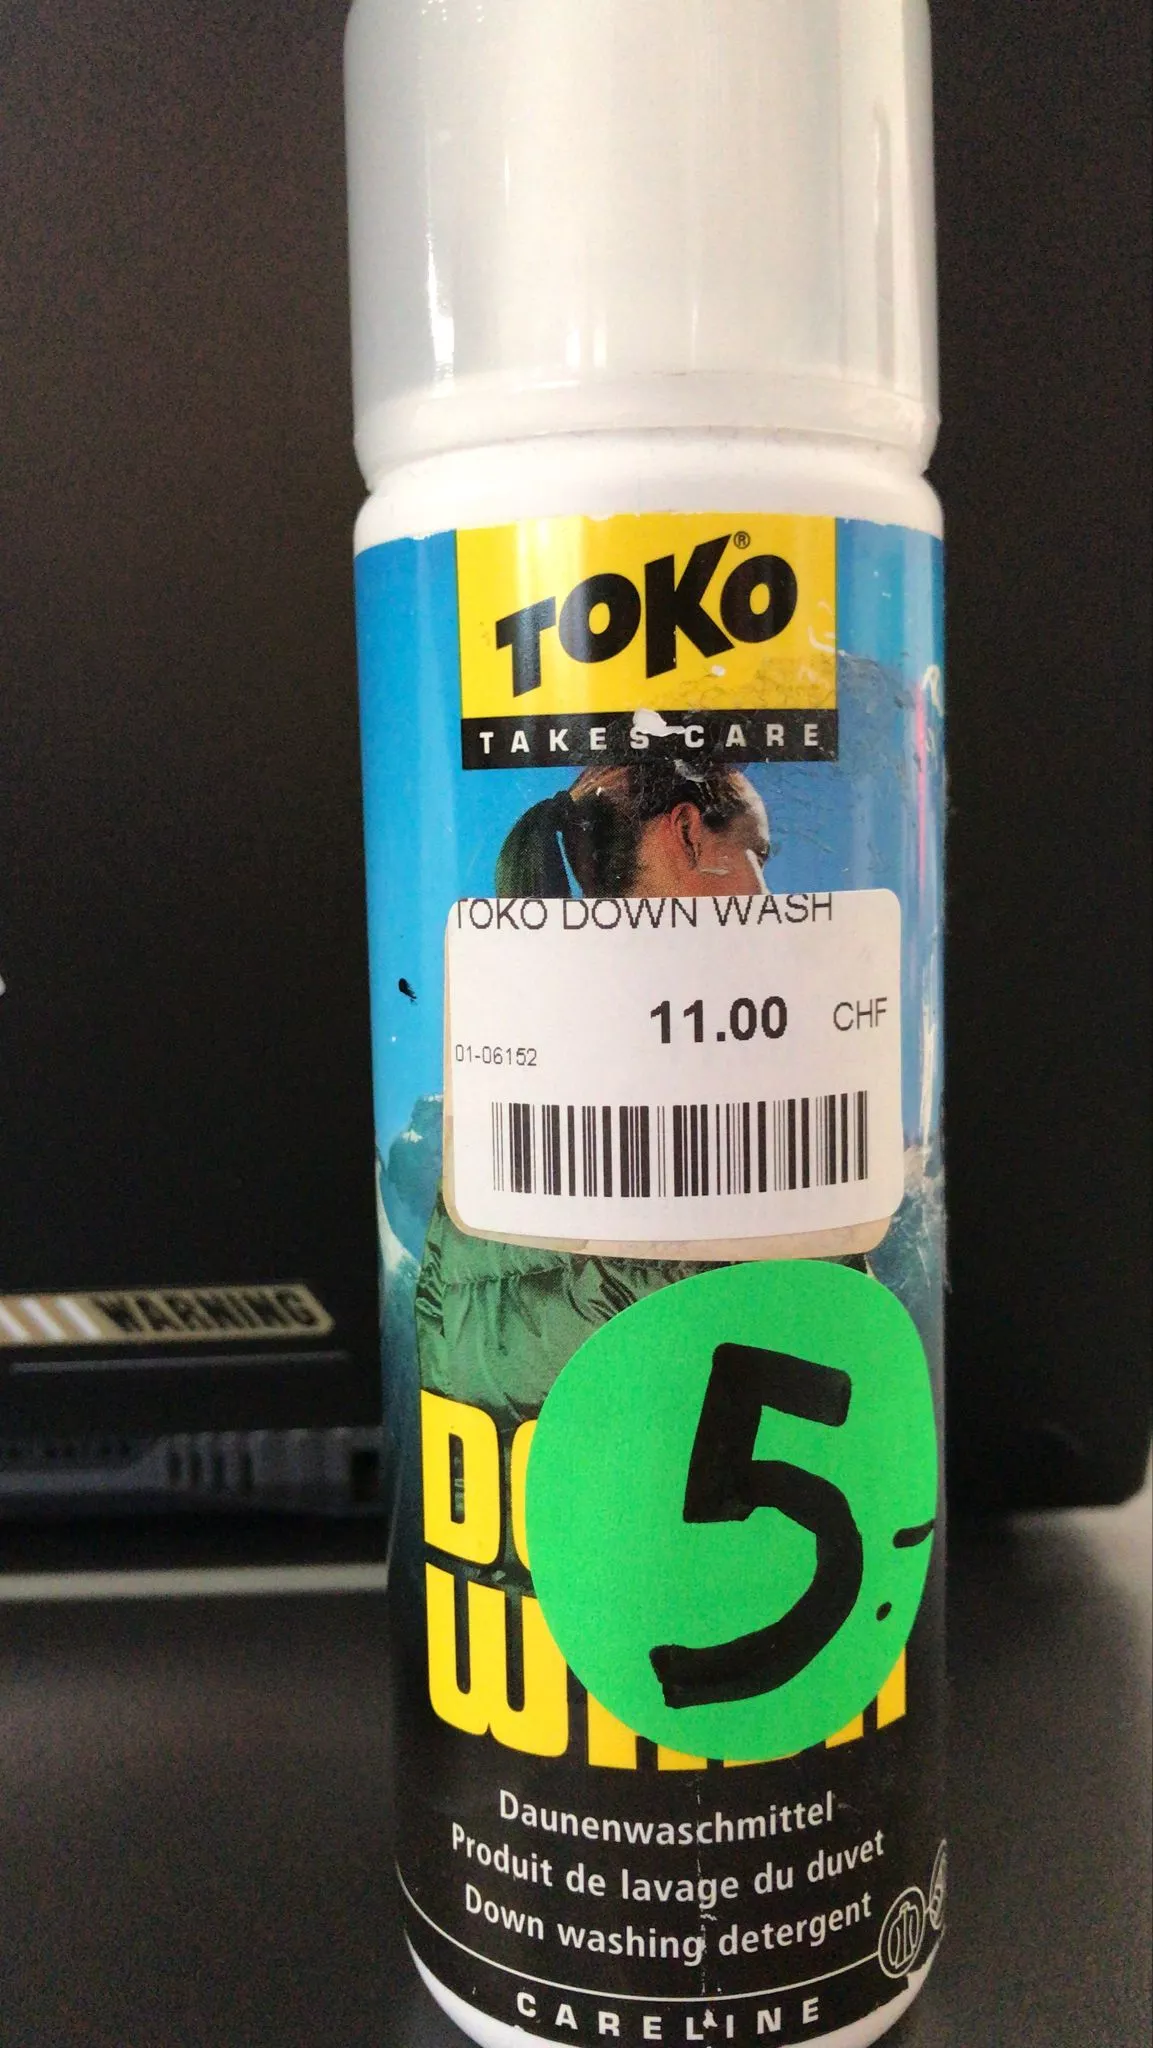 TOKO®
TAKES CARE
TOKO DOWN WASH
11.00 CHF
01-06152
WARNING
5.-
Daunenwaschmittel
Produit de lavage du duvet
Down washing detergent
CARELINE